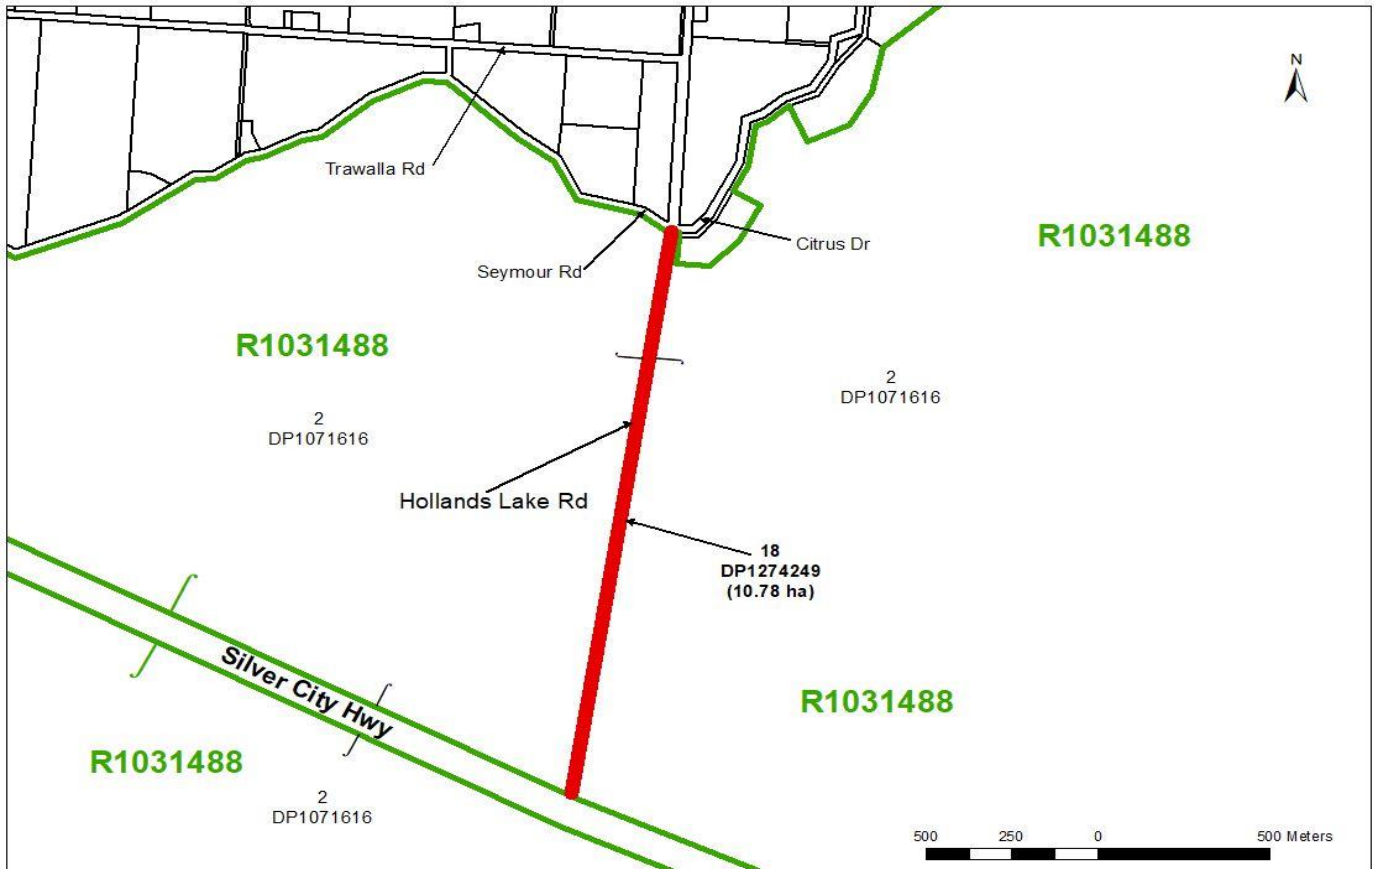 N
Trawalla Rd
Citrus Dr
R1031488
Seymour Rd
R1031488
2
DP1071616
2
DP1071616
Hollands Lake Rd
18
DP1274249
(10.78 ha)
Silver City Hwy
R1031488
R1031488
2
DP1071616
500 250 0 500 Meters